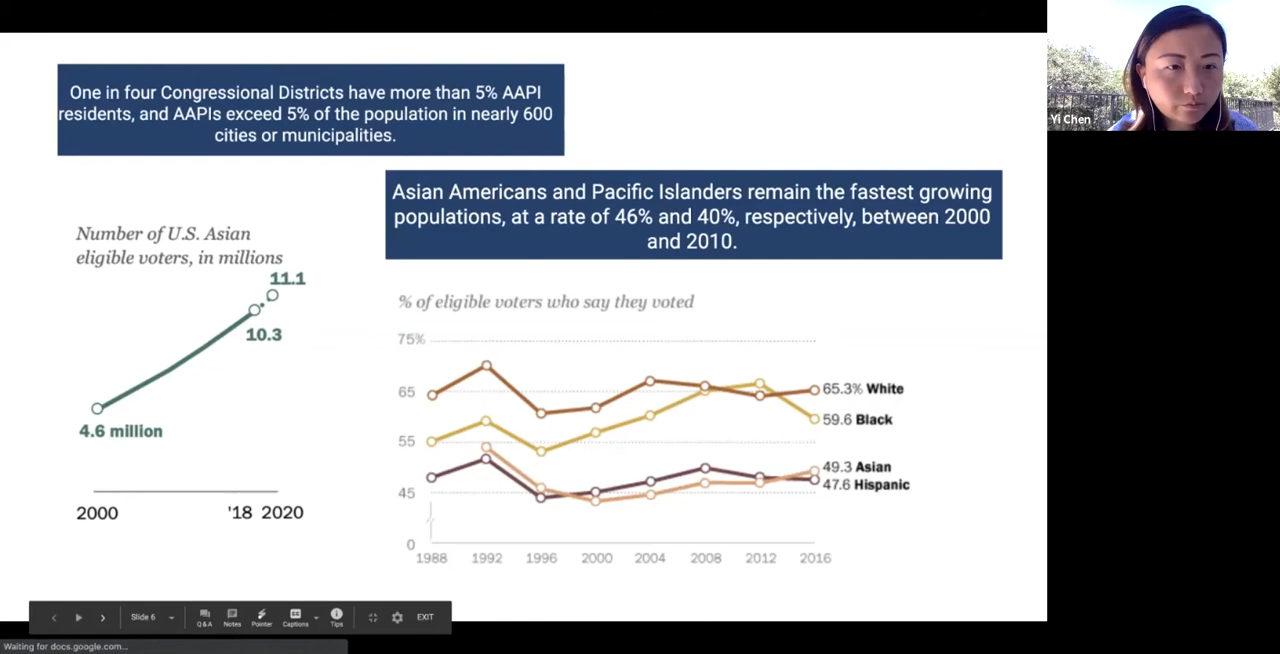 One in four Congressional Districts have more than 5% AAPI
residents, and AAPIs exceed 5% of the population in nearly 600
cities or municipalities.
Yi Chen
Asian Americans and Pacific Islanders remain the fastest growing
populations, at a rate of 46% and 40%, respectively, between 2000
and 2010.
Number of U.S. Asian
eligible voters, in millions
11.1
10.3
4.6 million
2000 '18 2020
% of eligible voters who say they voted
75%
65
55
45
0
65.3% White
59.6 Black
49.3 Asian
47.6 Hispanic
1988 1992 1996 2000 2004 2008 2012 2016
Slide 6
Q&A Notes Pointer Captions Tips EXIT
Waiting for docs.google.com...